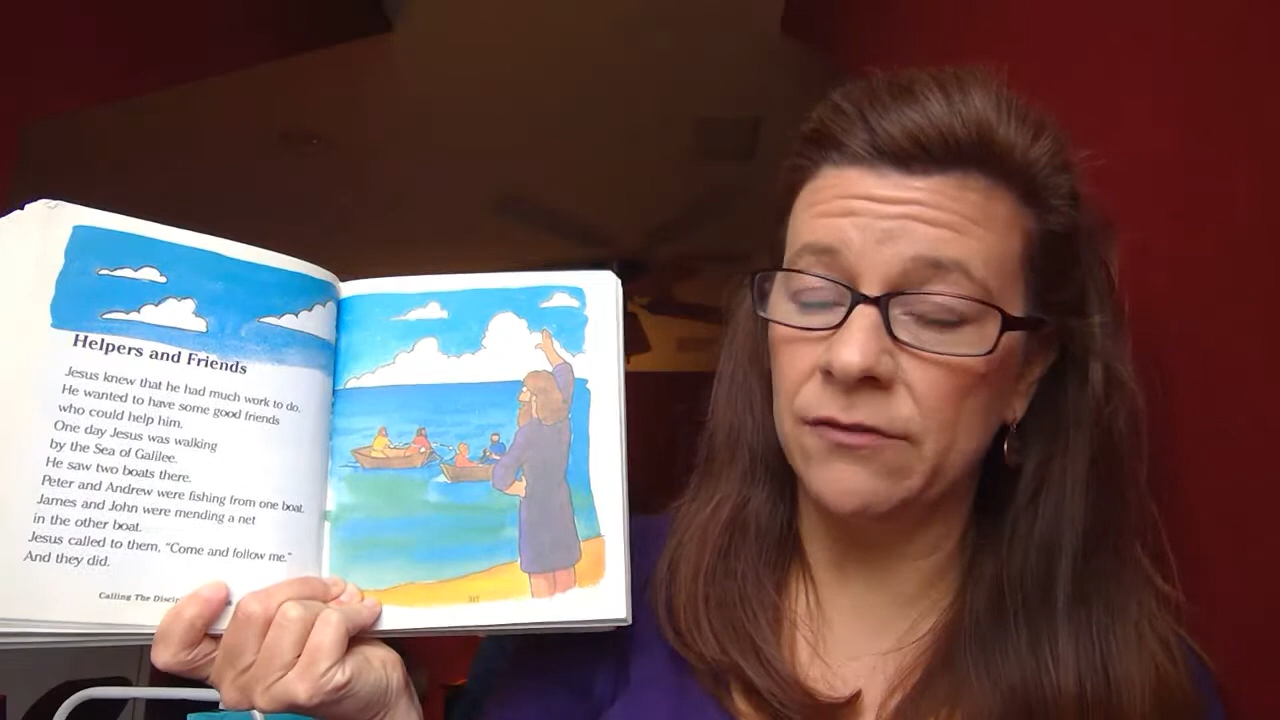 Helpers and Friends
Jesus knew that he had much work to do.
He wanted to have some good friends
who could help him.
One day Jesus was walking
by the Sea of Galilee.
He saw two boats there.
Peter and Andrew were fishing from one boat.
James and John were mending a net
in the other boat.
Jesus called to them, "Come and follow me."
And they did.
Calling The
317